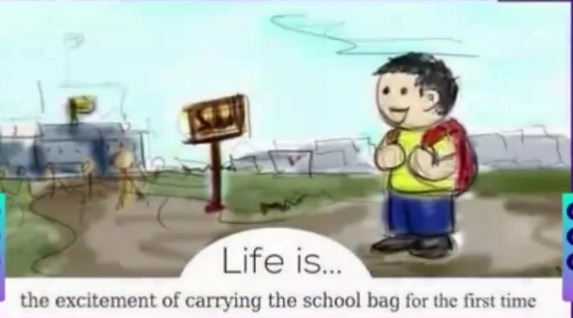 Life is...
the excitement of carrying the school bag for the first time